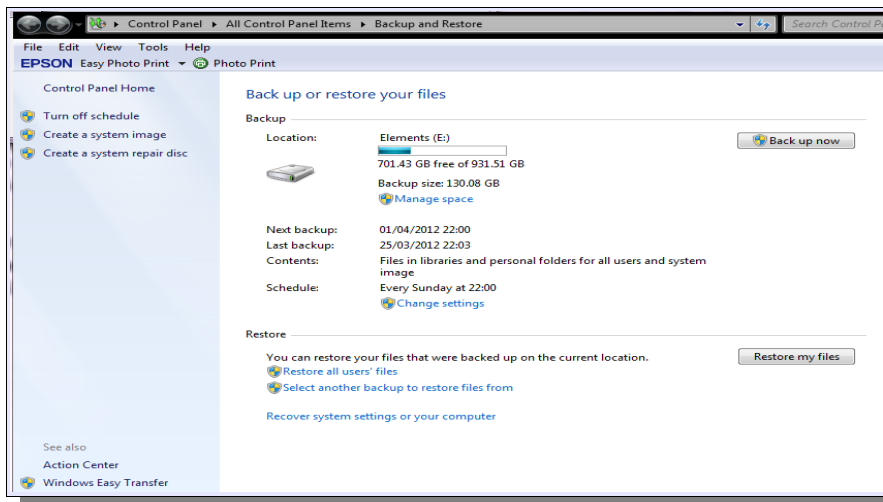 Control Panel ▸ All Control Panel Items ▸ Backup and Restore
Search Control P
File Edit View Tools Help
EPSON Easy Photo Print Photo Print
Control Panel Home
Turn off schedule
Create a system image
Create a system repair disc
Back up or restore your files
Backup
Location: Elements (E:)
Back up now
701.43 GB free of 931.51 GB
Backup size: 130.08 GB
Manage space
Next backup: 01/04/2012 22:00
Last backup: 25/03/2012 22:03
Contents: Files in libraries and personal folders for all users and system
image
Schedule: Every Sunday at 22:00
Change settings
Restore
You can restore your files that were backed up on the current location.
Restore my files
Restore all users' files
Select another backup to restore files from
Recover system settings or your computer
See also
Action Center
Windows Easy Transfer